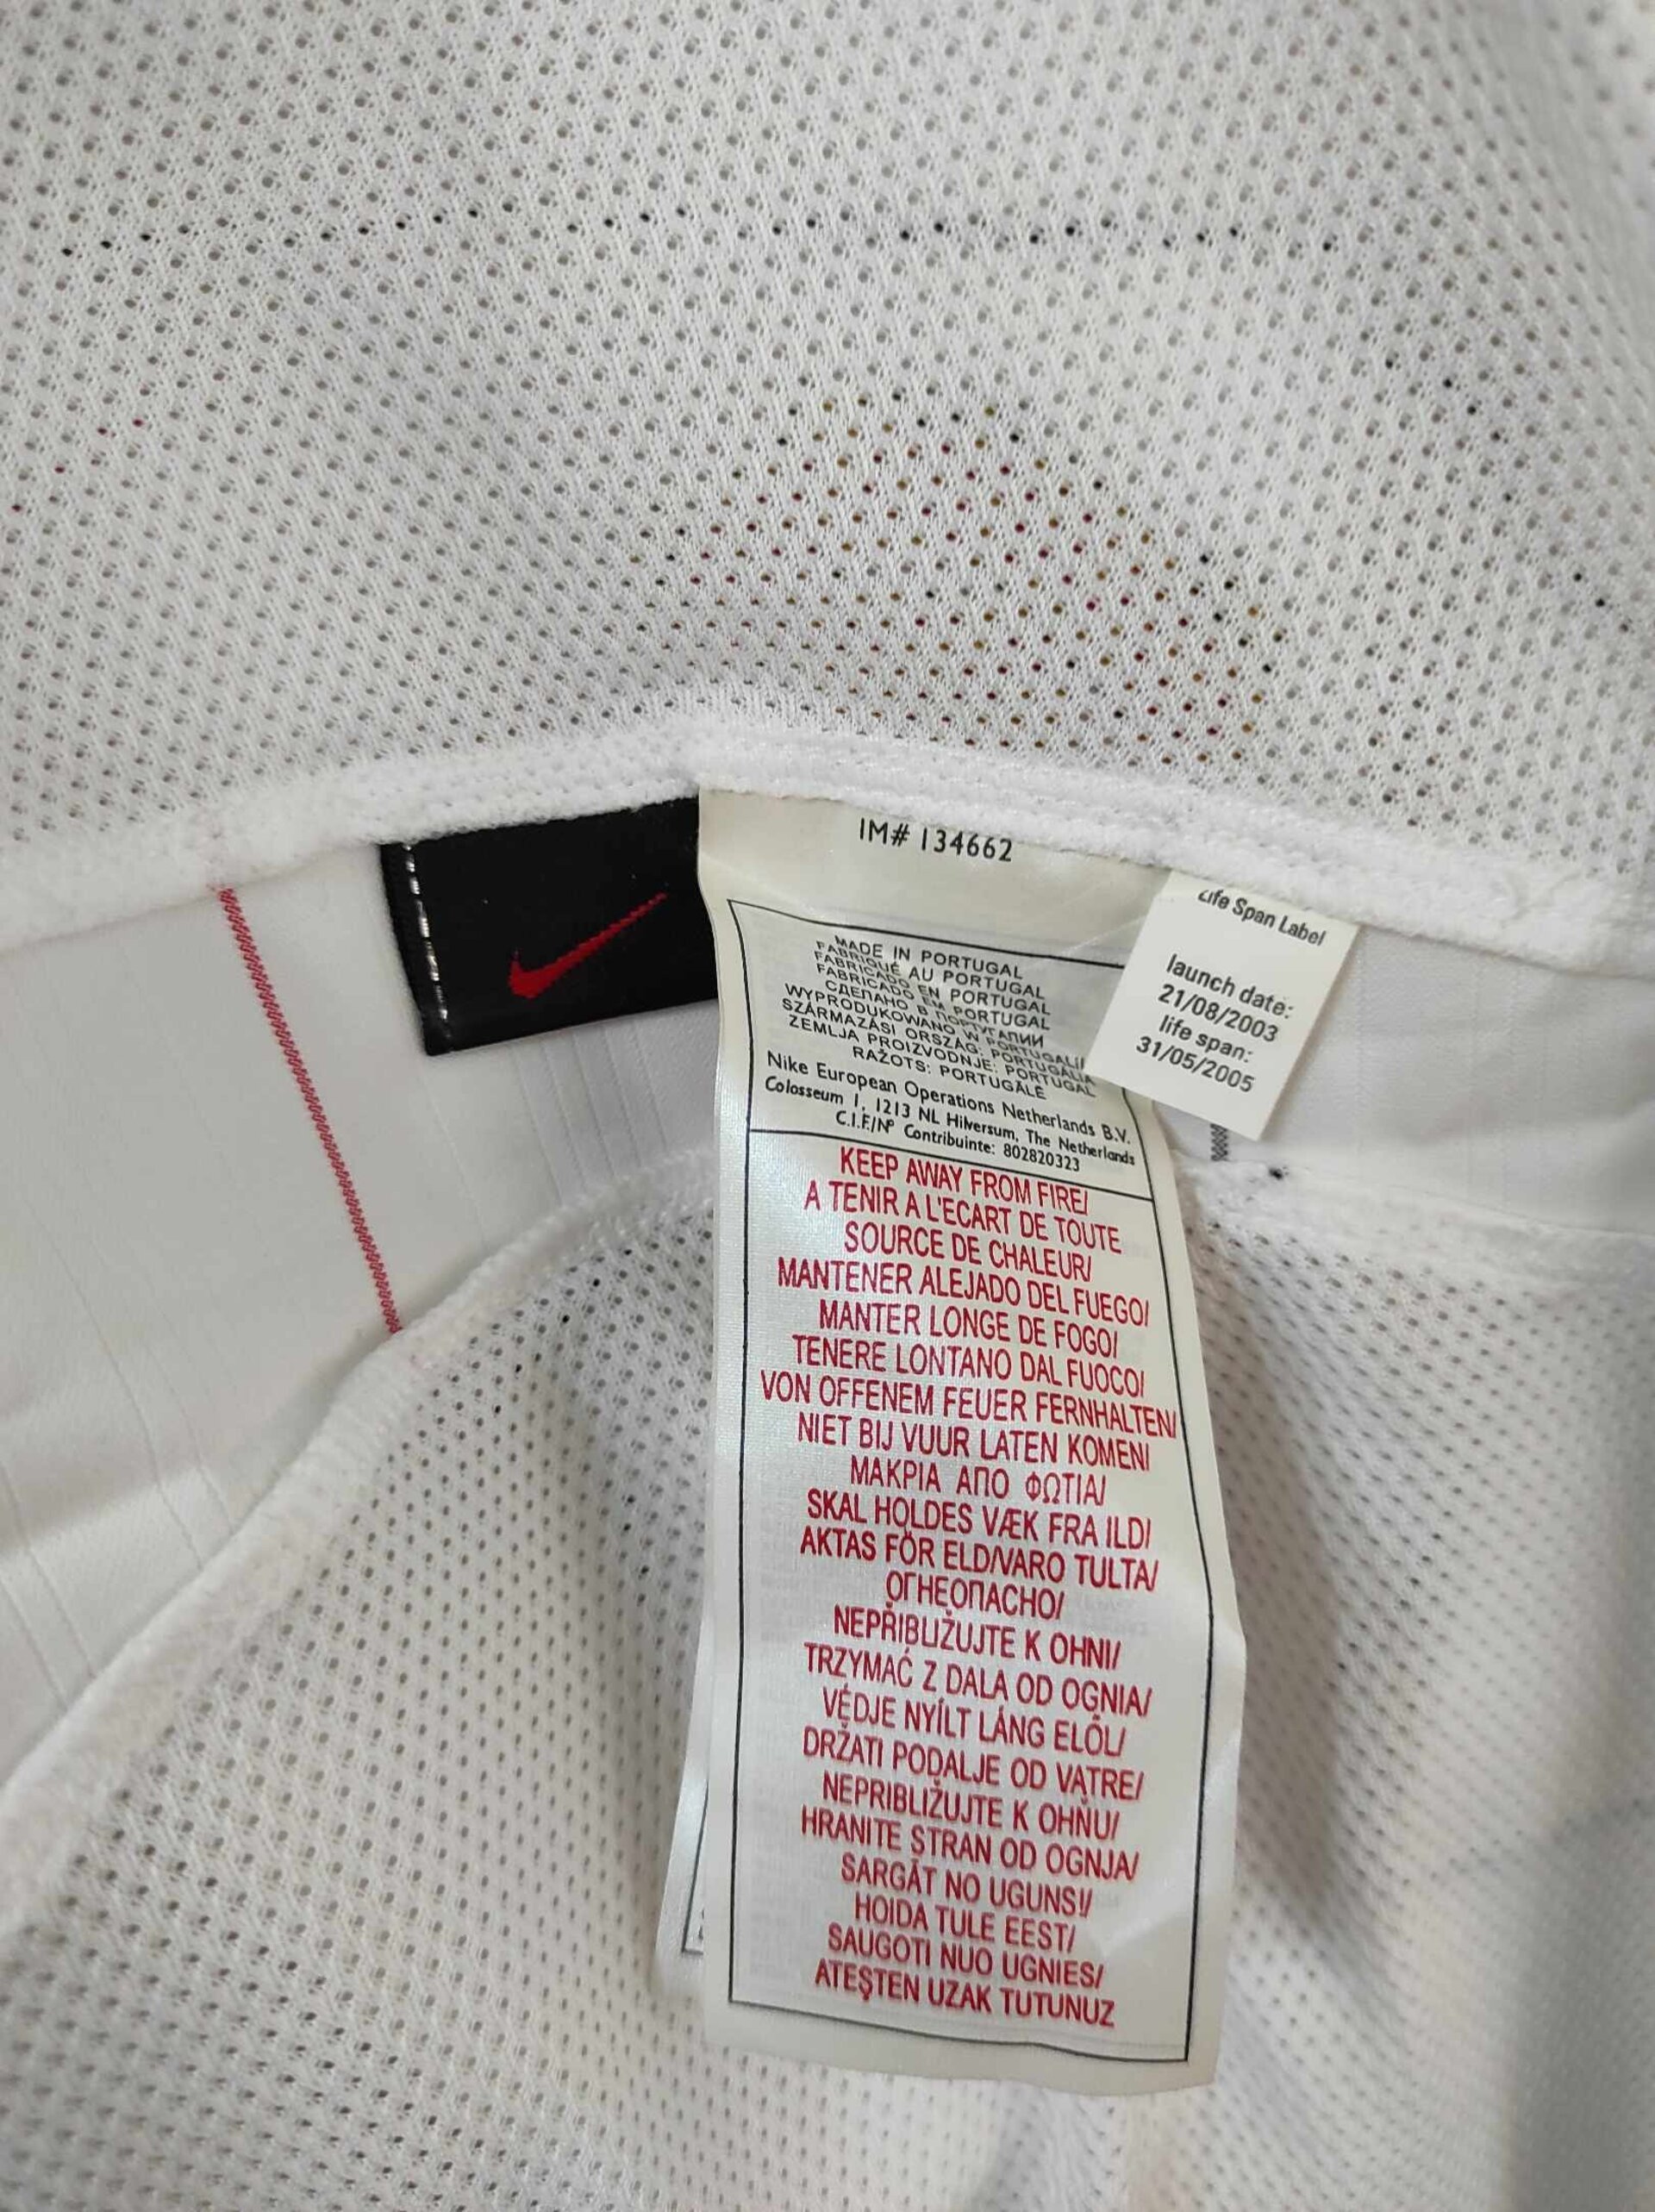 IM# 134662
MADE IN PORTUGAL
FABRIQUÉ AU PORTUGAL
FABRICADO EN PORTUGAL
FABRICADO EM PORTUGAL
СДЕЛАНО В ПОРТУГАЛИИ
WYPRODUKOWANO W PORTUGALII
SZÁRMAZÁSI ORSZÁG: PORTUGÁLIA
ZEMLJA PROIZVODNJE: PORTUGAL
RAŽOTS: PORTUGĀLĒ
Nike European Operations Netherlands B.V.
Colosseum 1, 1213 NL Hilversum, The Netherlands
C.I.F./Nº Contribuinte: 802820323
KEEP AWAY FROM FIRE/
A TENIR A L'ECART DE TOUTE
SOURCE DE CHALEUR/
MANTENER ALEJADO DEL FUEGO/
MANTER LONGE DE FOGO/
TENERE LONTANO DAL FUOCO/
VON OFFENEM FEUER FERNHALTEN/
NIET BIJ VUUR LATEN KOMEN/
ΜΑΚΡΙΑ ΑΠΟ ΦΩΤΙΑ/
SKAL HOLDES VÆK FRA ILD/
AKTAS FÖR ELD/VARO TULTA/
ОГНЕОПАСНО/
NEPŘIBLIŽUJTE K OHNI/
TRZYMAĆ Z DALA OD OGNIA/
VÉDJE NYÍLT LÁNG ELŐL/
DRŽATI PODALJE OD VATRE/
NEPRIBLIŽUJTE K OHŇU/
HRANITE STRAN OD OGNJA/
SARGĀT NO UGUNS!/
HOIDA TULE EEST/
SAUGOTI NUO UGNIES/
ATEŞTEN UZAK TUTUNUZ
Life Span Label
launch date:
21/08/2003
life span:
31/05/2005